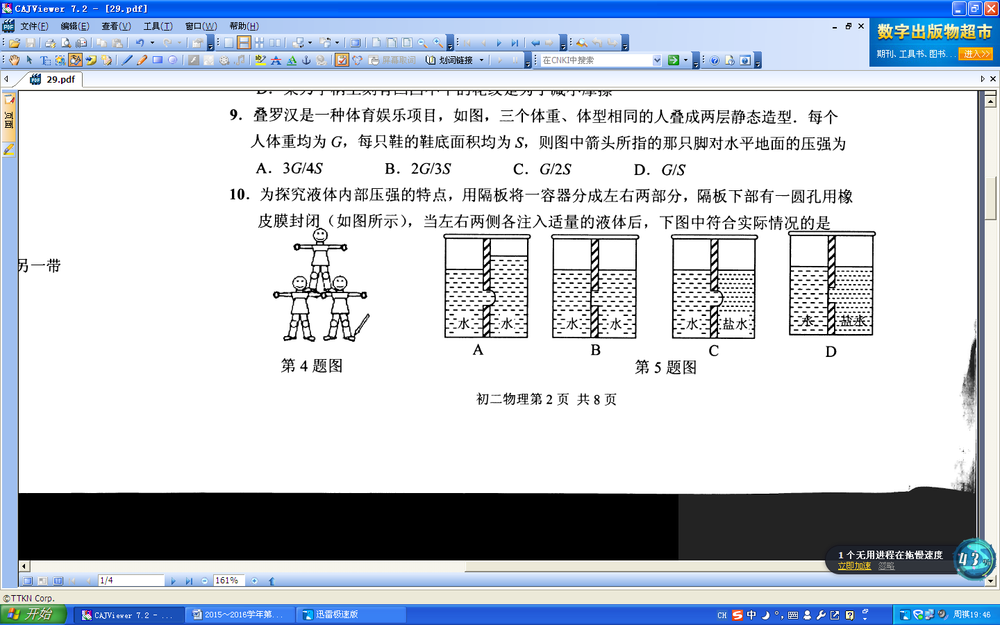 CAJViewer 7.2 - [29.pdf]
文件(F) 编辑(E) 查看(V) 工具(T) 窗口(W) 帮助(H)
数字出版物超市
期刊、工具书、图书... 进入>>
屏幕取词 划词链接 在CNKI中搜索
29.pdf
页面
9. 叠罗汉是一种体育娱乐项目，如图，三个体重、体型相同的人叠成两层静态造型．每个
人体重均为 G，每只鞋的鞋底面积均为 S，则图中箭头所指的那只脚对水平地面的压强为
A．3G/4S B．2G/3S C．G/2S D．G/S
10．为探究液体内部压强的特点，用隔板将一容器分成左右两部分，隔板下部有一圆孔用橡
皮膜封闭（如图所示），当左右两侧各注入适量的液体后，下图中符合实际情况的是
另一带
水 水 水 水 水 盐水 水 盐水
A B C D
第 4 题图 第 5 题图
初二物理第 2 页 共 8 页
1 个无用进程在拖慢速度
立即加速 忽略
43%
1/4 161%
©TTKN Corp.
开始 CAJViewer 7.2 - ... 2015～2016学年第... 迅雷极速版 CH 中 周祺19:46